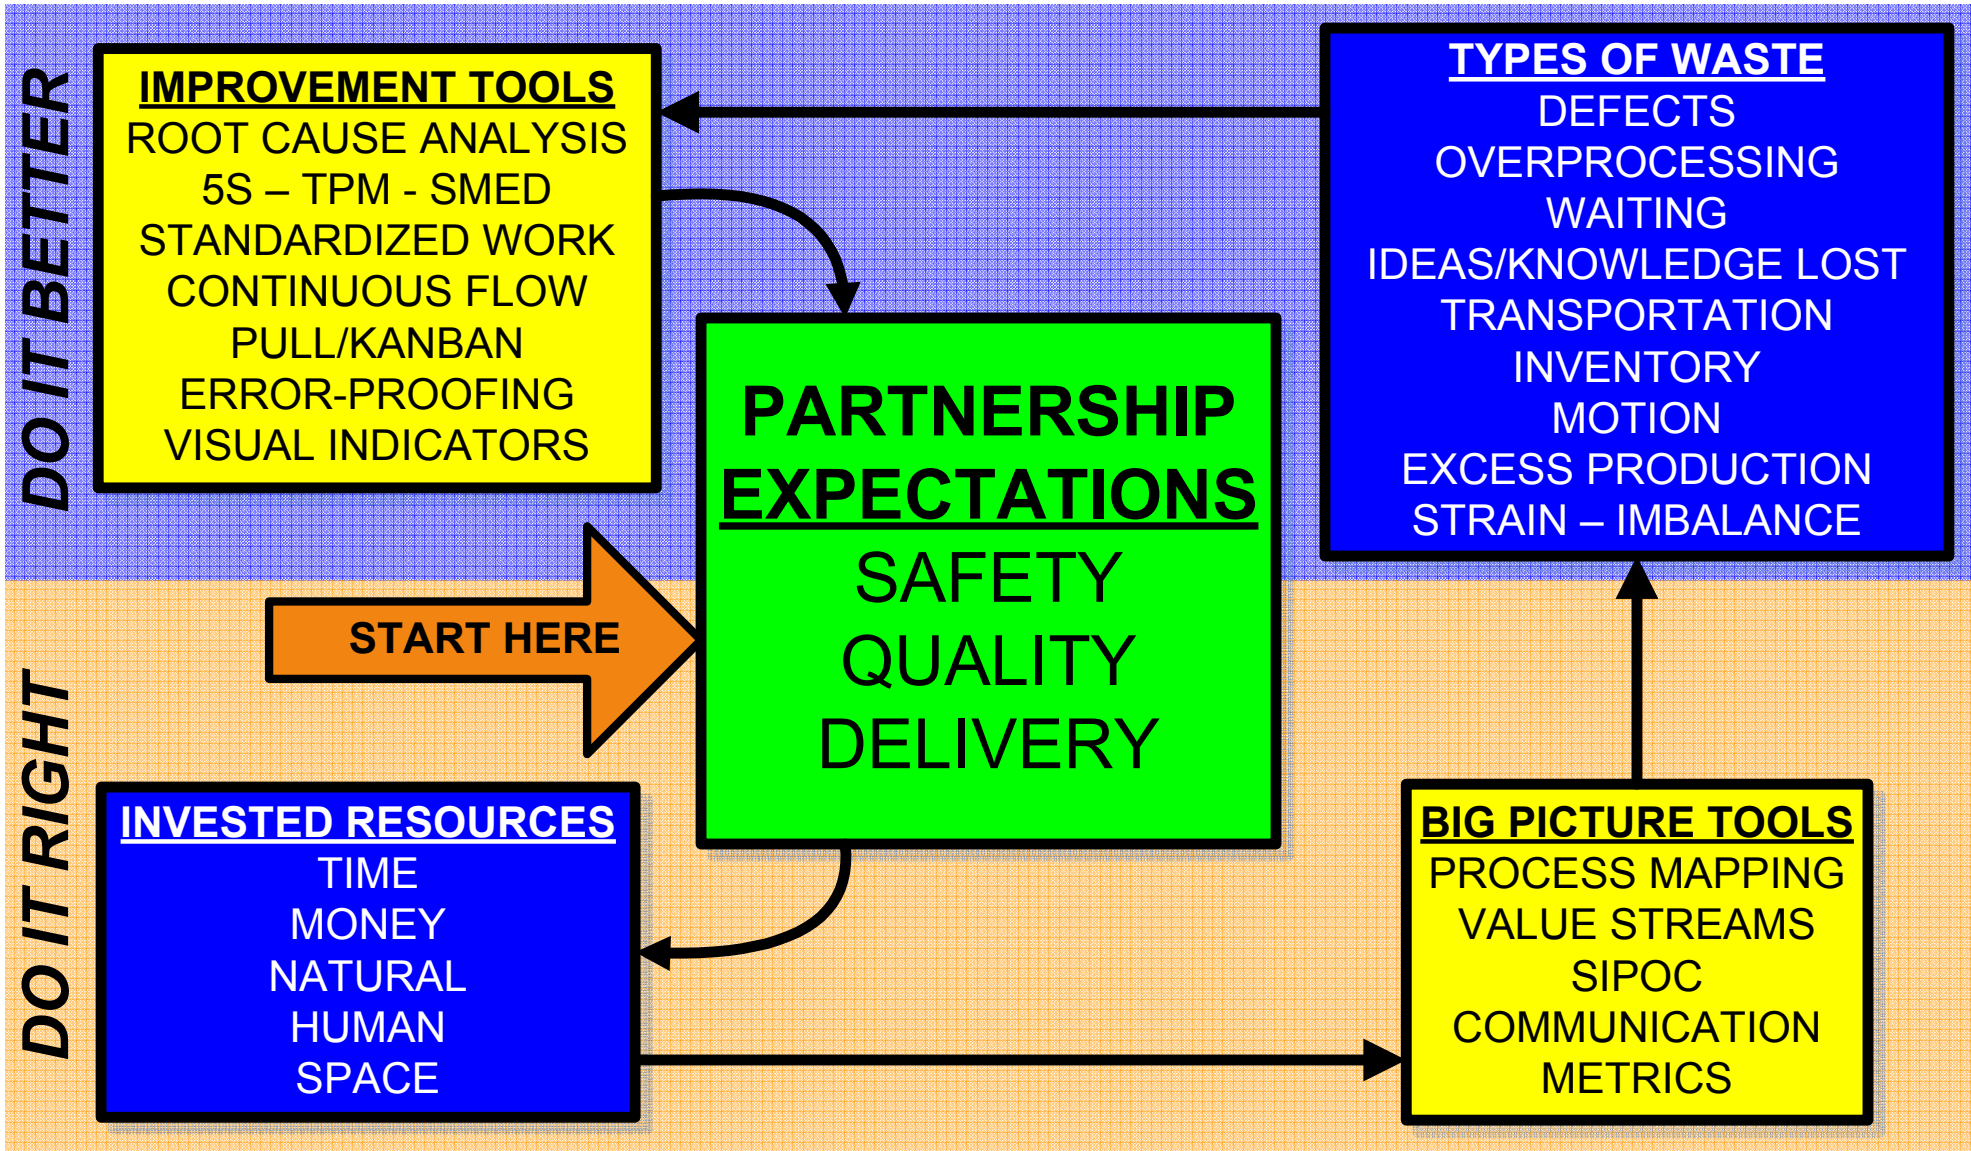 DO IT BETTER
IMPROVEMENT TOOLS
ROOT CAUSE ANALYSIS
5S – TPM - SMED
STANDARDIZED WORK
CONTINUOUS FLOW
PULL/KANBAN
ERROR-PROOFING
VISUAL INDICATORS
TYPES OF WASTE
DEFECTS
OVERPROCESSING
WAITING
IDEAS/KNOWLEDGE LOST
TRANSPORTATION
INVENTORY
MOTION
EXCESS PRODUCTION
STRAIN – IMBALANCE
PARTNERSHIP
EXPECTATIONS
SAFETY
QUALITY
DELIVERY
START HERE
DO IT RIGHT
INVESTED RESOURCES
TIME
MONEY
NATURAL
HUMAN
SPACE
BIG PICTURE TOOLS
PROCESS MAPPING
VALUE STREAMS
SIPOC
COMMUNICATION
METRICS